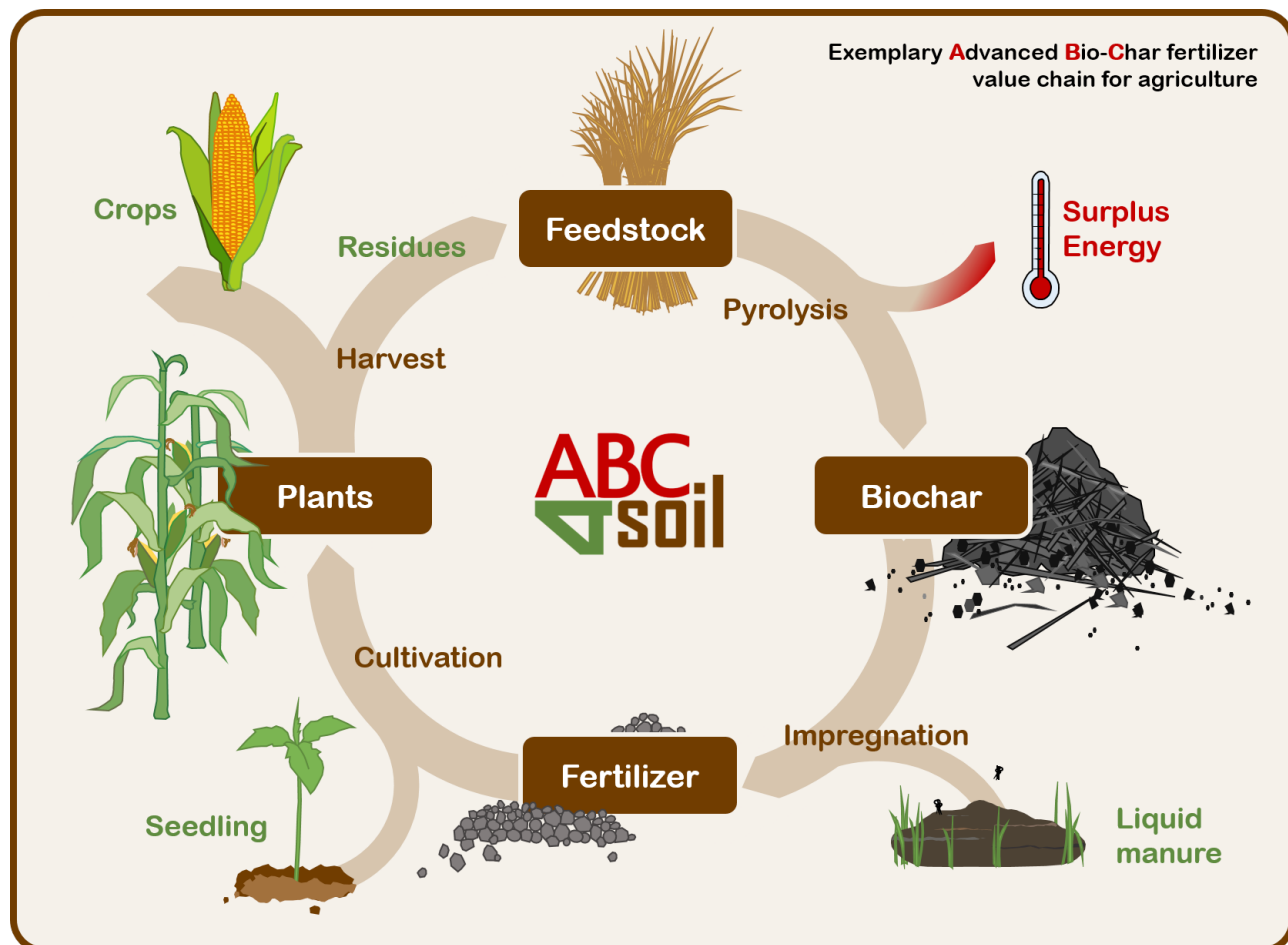 Exemplary Advanced Bio-Char fertilizer
value chain for agriculture
Crops
Residues
Feedstock
Surplus
Energy
Pyrolysis
Harvest
ABC
soil
Plants
Biochar
Cultivation
Impregnation
Fertilizer
Seedling
Liquid
manure